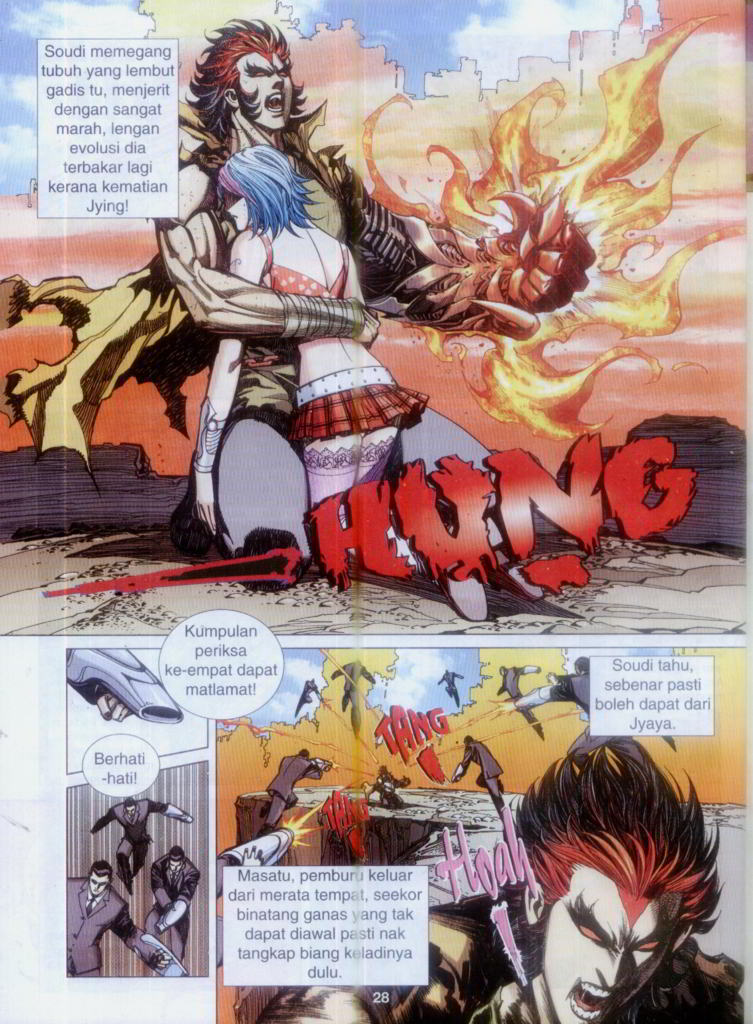 Soudi memegang
tubuh yang lembut
gadis tu, menjerit
dengan sangat
marah, lengan
evolusi dia
terbakar lagi
kerana kematian
Jying!
HUNG
Kumpulan
periksa
ke-empat dapat
matlamat!
Berhati
-hati!
Soudi tahu,
sebenar pasti
boleh dapat dari
Jyaya.
TANG!
TANG!
Hoah!
Masatu, pemburu keluar
dari merata tempat, seekor
binatang ganas yang tak
dapat diawal pasti nak
tangkap biang keladinya
dulu.
28